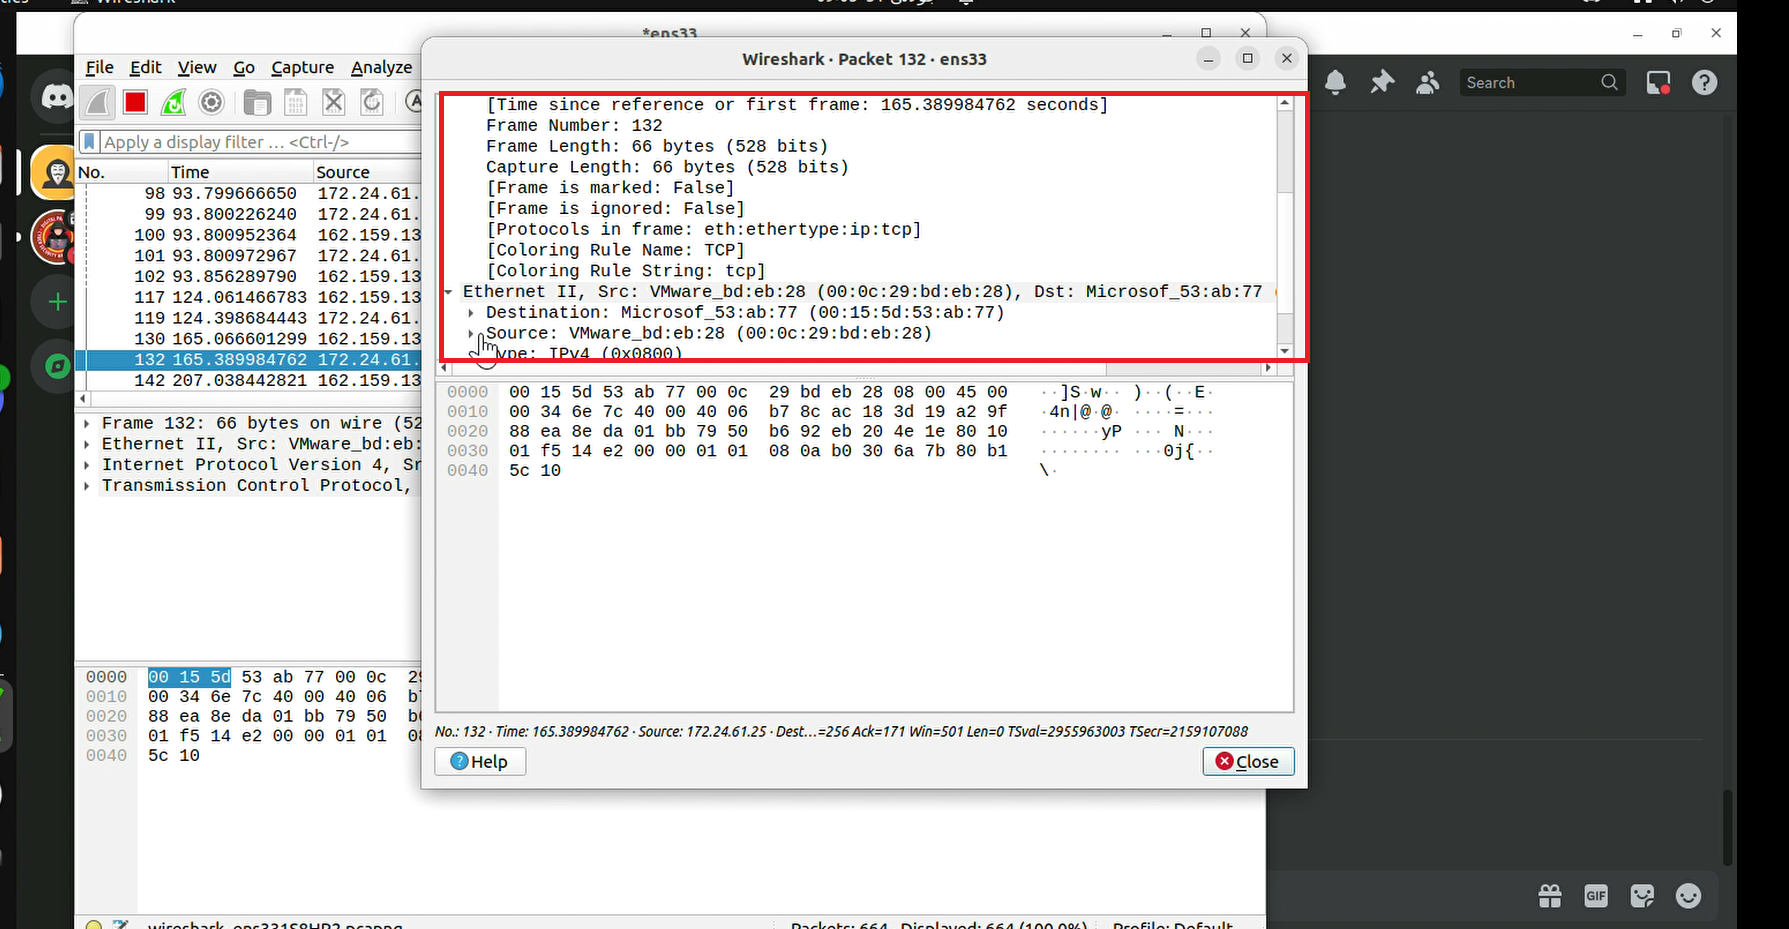 Wireshark
*ens33
File Edit View Go Capture Analyze
Apply a display filter … <Ctrl-/>
No. Time Source
98 93.799666650 172.24.61.
99 93.800226240 172.24.61.
100 93.800952364 162.159.13
101 93.800972967 172.24.61.
102 93.856289790 162.159.13
117 124.061466783 162.159.13
119 124.398684443 172.24.61.
130 165.066601299 162.159.13
132 165.389984762 172.24.61.
142 207.038442821 162.159.13
Frame 132: 66 bytes on wire (52
Ethernet II, Src: VMware_bd:eb:
Internet Protocol Version 4, Sr
Transmission Control Protocol,
0000 00 15 5d 53 ab 77 00 0c 29
0010 00 34 6e 7c 40 00 40 06 b7
0020 88 ea 8e da 01 bb 79 50 b6
0030 01 f5 14 e2 00 00 01 01 08
0040 5c 10
Wireshark · Packet 132 · ens33
[Time since reference or first frame: 165.389984762 seconds]
Frame Number: 132
Frame Length: 66 bytes (528 bits)
Capture Length: 66 bytes (528 bits)
[Frame is marked: False]
[Frame is ignored: False]
[Protocols in frame: eth:ethertype:ip:tcp]
[Coloring Rule Name: TCP]
[Coloring Rule String: tcp]
Ethernet II, Src: VMware_bd:eb:28 (00:0c:29:bd:eb:28), Dst: Microsof_53:ab:77 (
Destination: Microsof_53:ab:77 (00:15:5d:53:ab:77)
Source: VMware_bd:eb:28 (00:0c:29:bd:eb:28)
Type: IPv4 (0x0800)
0000 00 15 5d 53 ab 77 00 0c 29 bd eb 28 08 00 45 00 ··]S·w·· )··(··E·
0010 00 34 6e 7c 40 00 40 06 b7 8c ac 18 3d 19 a2 9f ·4n|@·@· ····=···
0020 88 ea 8e da 01 bb 79 50 b6 92 eb 20 4e 1e 80 10 ······yP ··· N···
0030 01 f5 14 e2 00 00 01 01 08 0a b0 30 6a 7b 80 b1 ········ ···0j{··
0040 5c 10 \·
No.: 132 · Time: 165.389984762 · Source: 172.24.61.25 · Dest…=256 Ack=171 Win=501 Len=0 TSval=2955963003 TSecr=2159107088
Help
Close
Search
GIF
wireshark_ens331S8HR2.pcapng
Packets: 664 · Displayed: 664 (100.0%)
Profile: Default